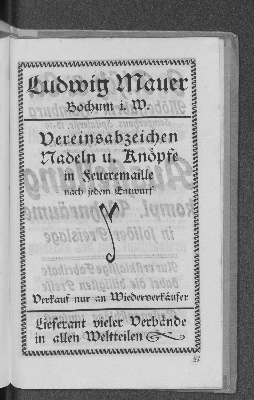 Ludwig Mauer
Bochum i. W.
Vereinsabzeichen
Nadeln u. Knöpfe
in Feueremaille
nach jedem Entwurf
Verkauf nur an Wiederverkäufer
Lieferant vieler Verbände
in allen Weltteilen